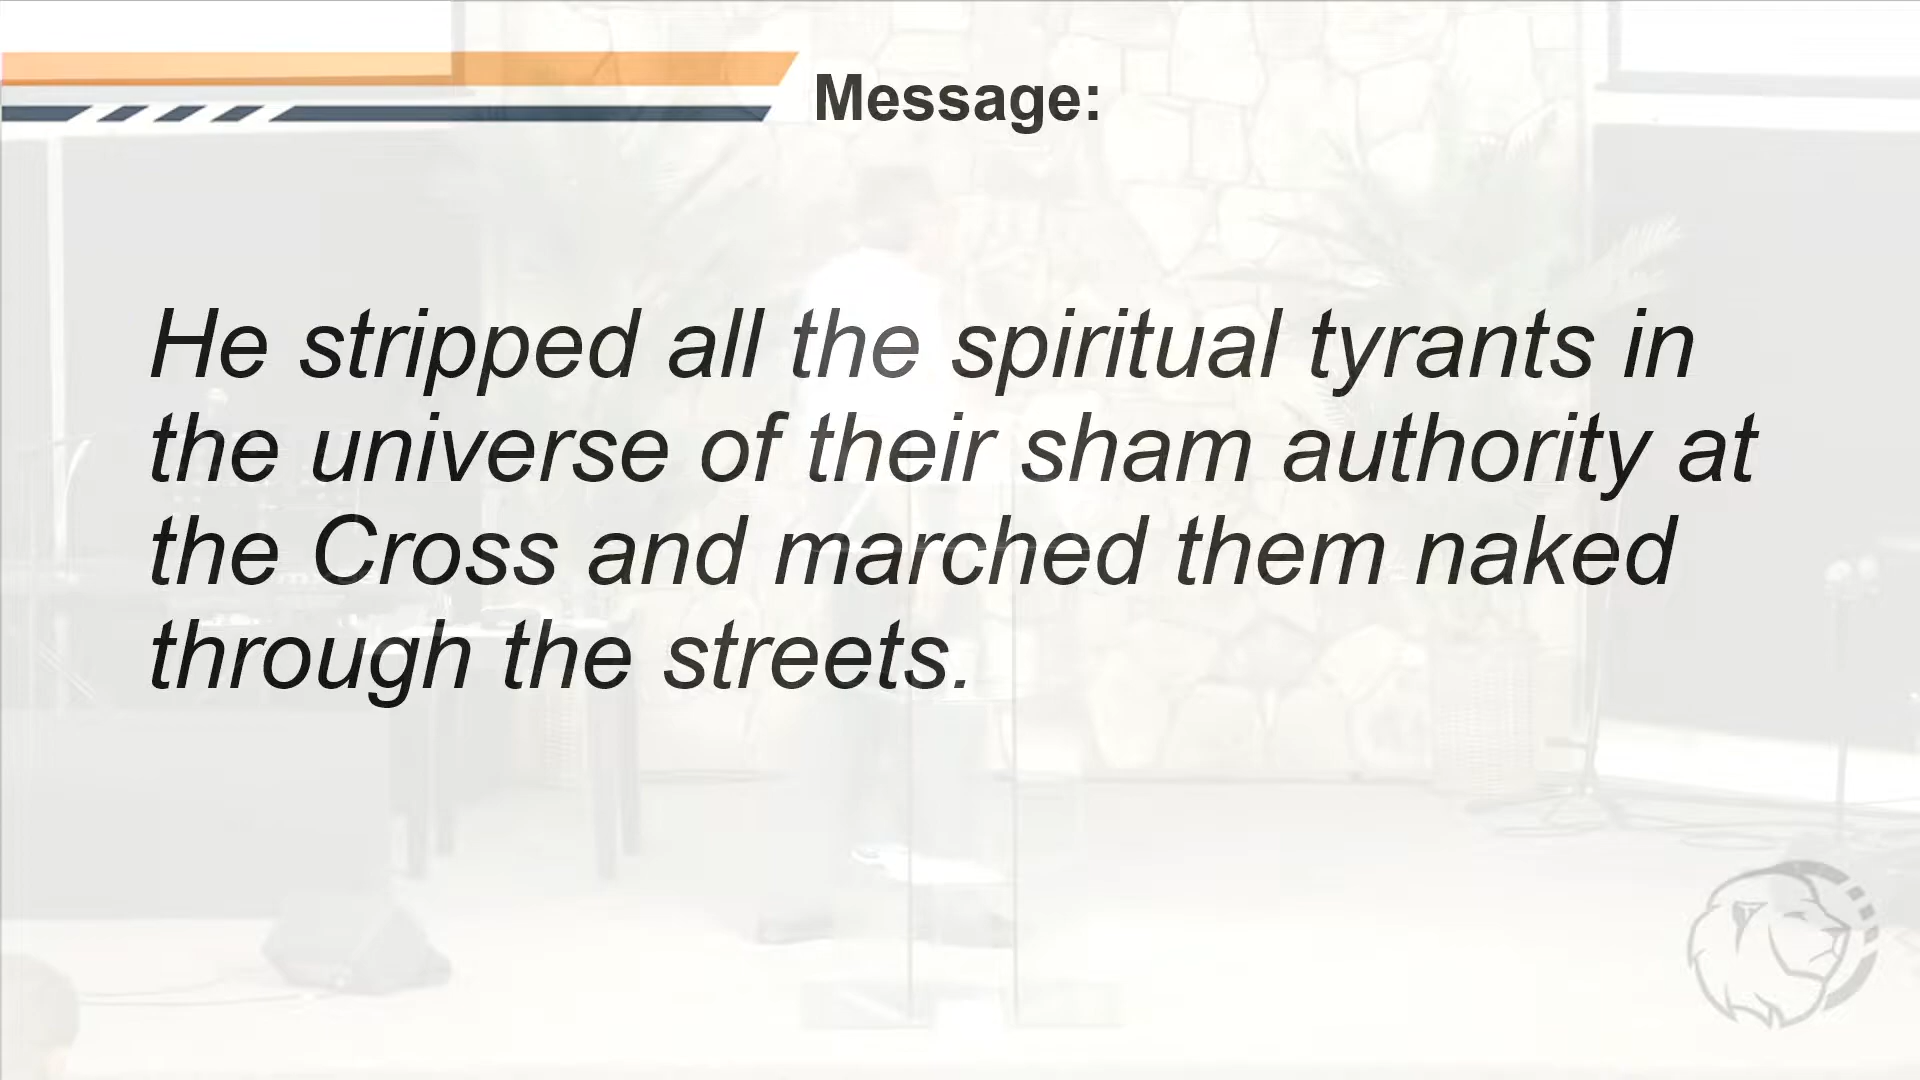 Message:
He stripped all the spiritual tyrants in
the universe of their sham authority at
the Cross and marched them naked
through the streets.